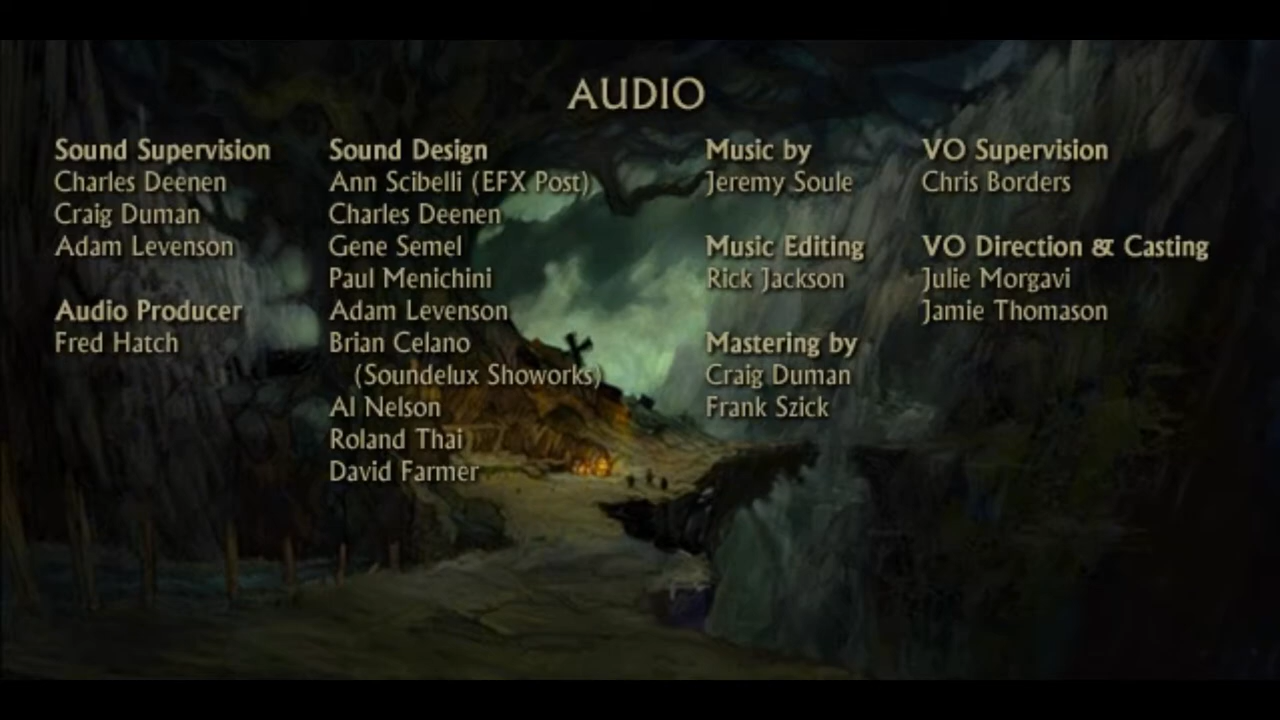 AUDIO
Sound Supervision
Charles Deenen
Craig Duman
Adam Levenson
Audio Producer
Fred Hatch
Sound Design
Ann Scibelli (EFX Post)
Charles Deenen
Gene Semel
Paul Menichini
Adam Levenson
Brian Celano
(Soundelux Showorks)
Al Nelson
Roland Thai
David Farmer
Music by
Jeremy Soule
Music Editing
Rick Jackson
Mastering by
Craig Duman
Frank Szick
VO Supervision
Chris Borders
VO Direction & Casting
Julie Morgavi
Jamie Thomason